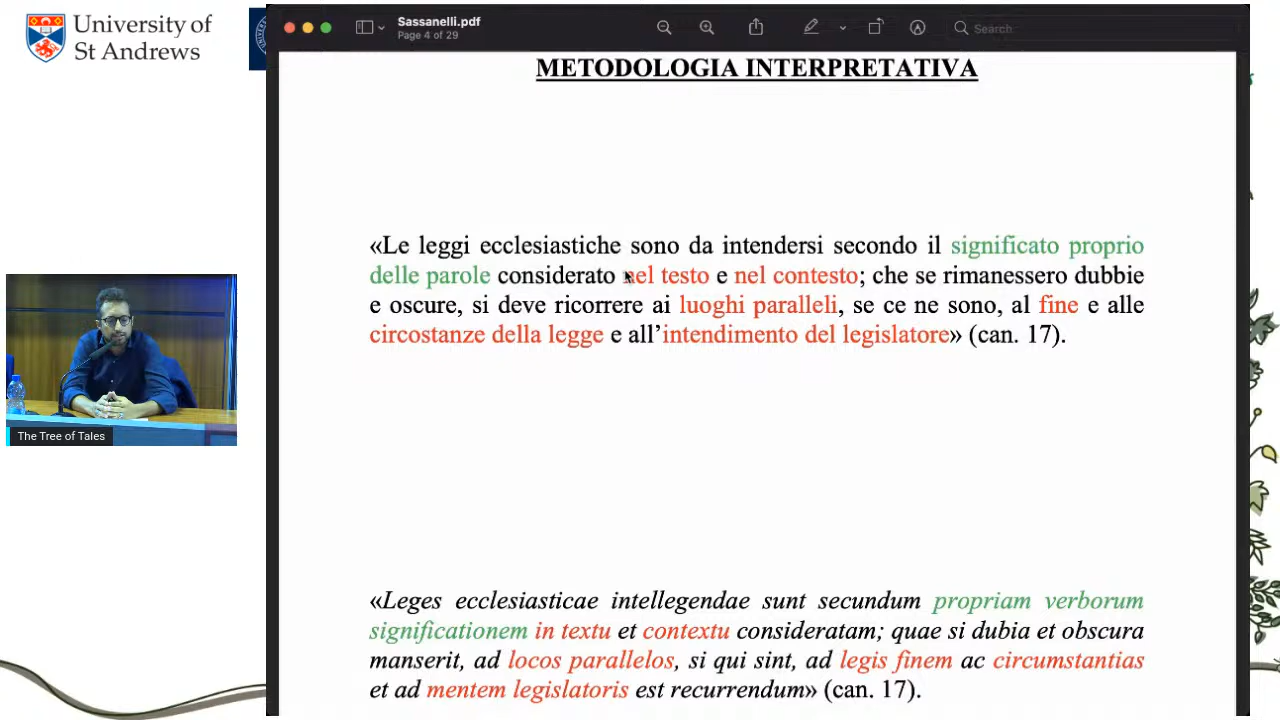 University of
St Andrews
Sassanelli.pdf
Page 4 of 29
Search
METODOLOGIA INTERPRETATIVA
«Le leggi ecclesiastiche sono da intendersi secondo il significato proprio
delle parole considerato nel testo e nel contesto; che se rimanessero dubbie
e oscure, si deve ricorrere ai luoghi paralleli, se ce ne sono, al fine e alle
circostanze della legge e all’intendimento del legislatore» (can. 17).
The Tree of Tales
«Leges ecclesiasticae intellegendae sunt secundum propriam verborum
significationem in textu et contextu consideratam; quae si dubia et obscura
manserit, ad locos parallelos, si qui sint, ad legis finem ac circumstantias
et ad mentem legislatoris est recurrendum» (can. 17).